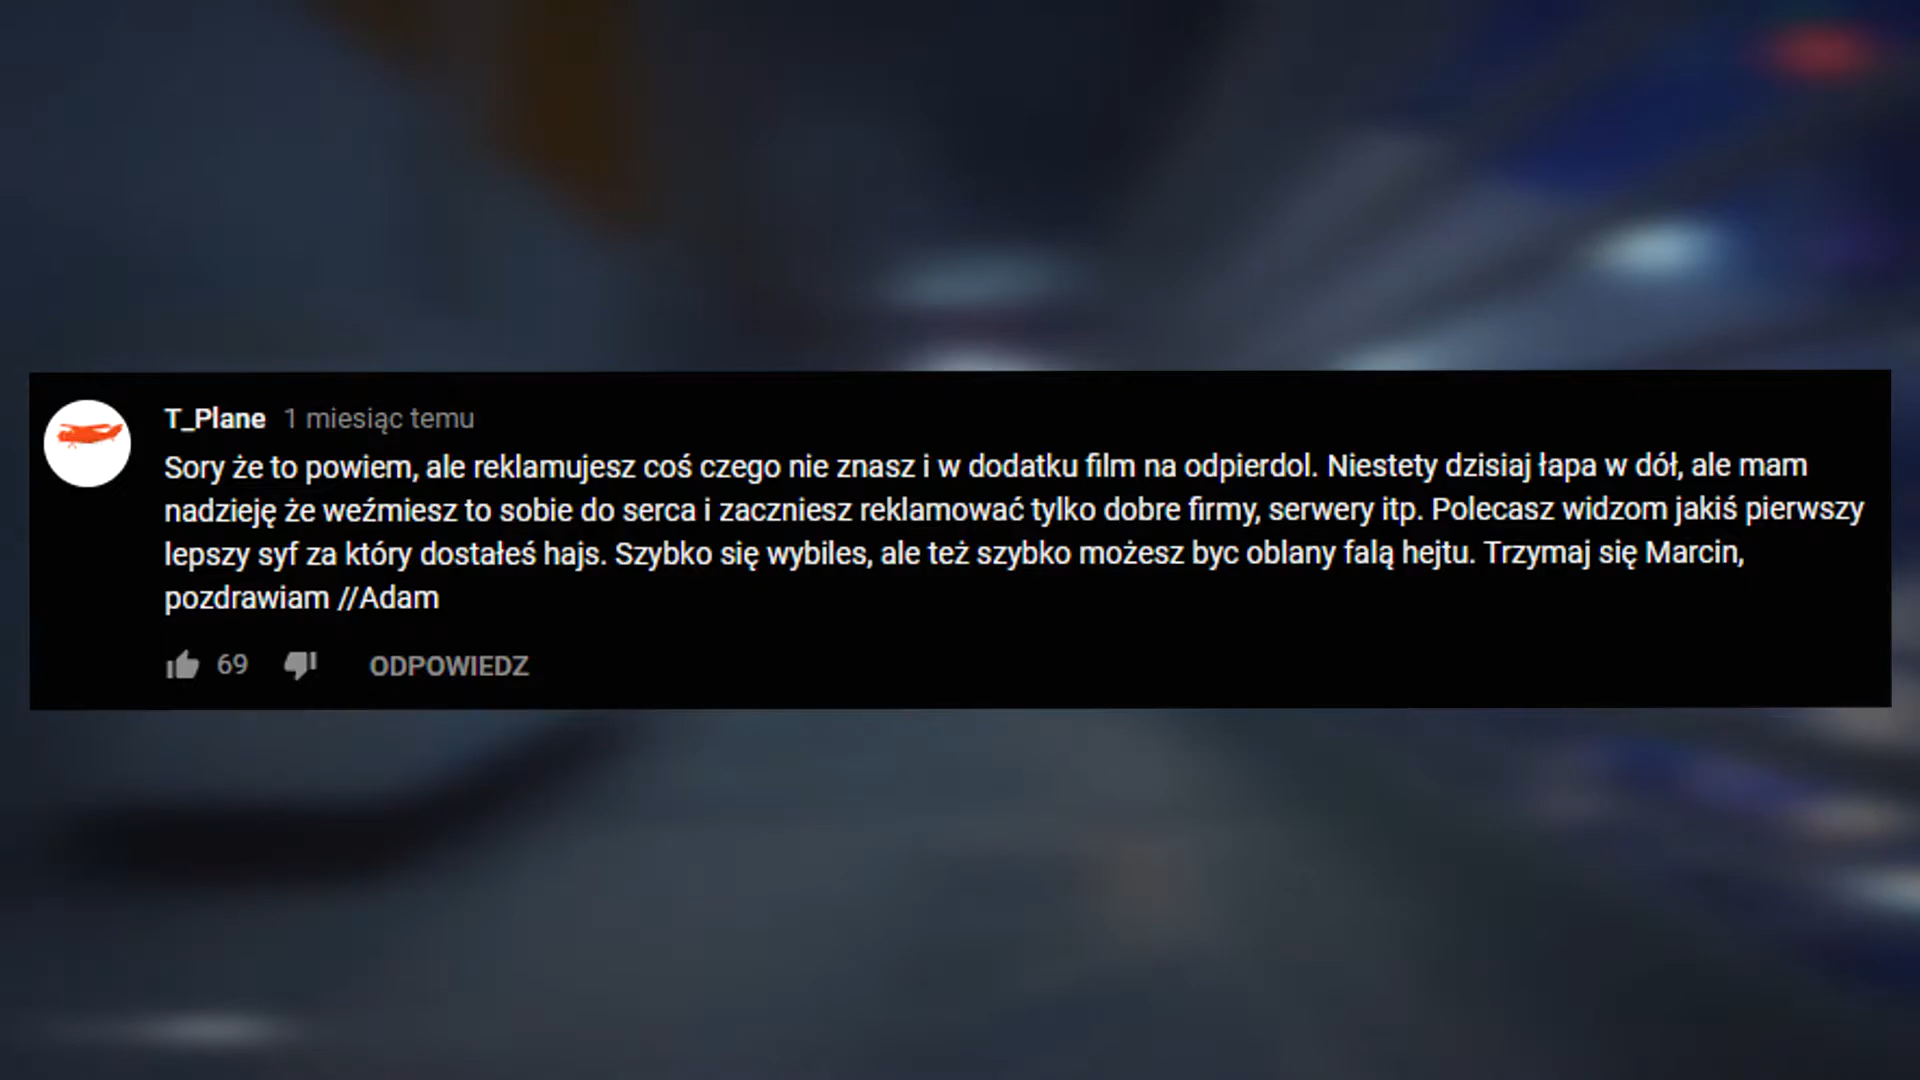 T_Plane 1 miesiąc temu
Sory że to powiem, ale reklamujesz coś czego nie znasz i w dodatku film na odpierdol. Niestety dzisiaj łapa w dół, ale mam
nadzieję że weźmiesz to sobie do serca i zaczniesz reklamować tylko dobre firmy, serwery itp. Polecasz widzom jakiś pierwszy
lepszy syf za który dostałeś hajs. Szybko się wybiles, ale też szybko możesz byc oblany falą hejtu. Trzymaj się Marcin,
pozdrawiam //Adam
69 ODPOWIEDZ